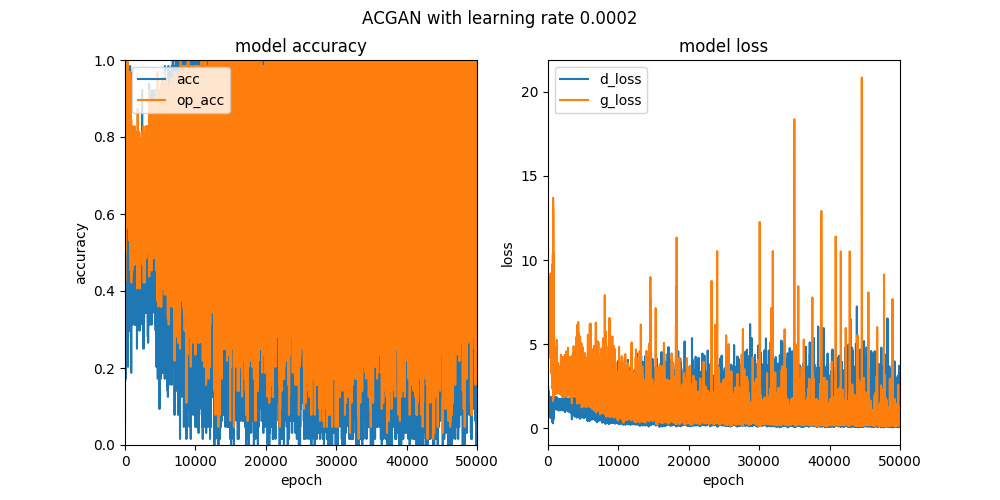 ACGAN with learning rate 0.0002
model accuracy
acc
op_acc
accuracy
1.0
0.8
0.6
0.4
0.2
0.0
0 10000 20000 30000 40000 50000
epoch
model loss
d_loss
g_loss
loss
20
15
10
5
0
0 10000 20000 30000 40000 50000
epoch